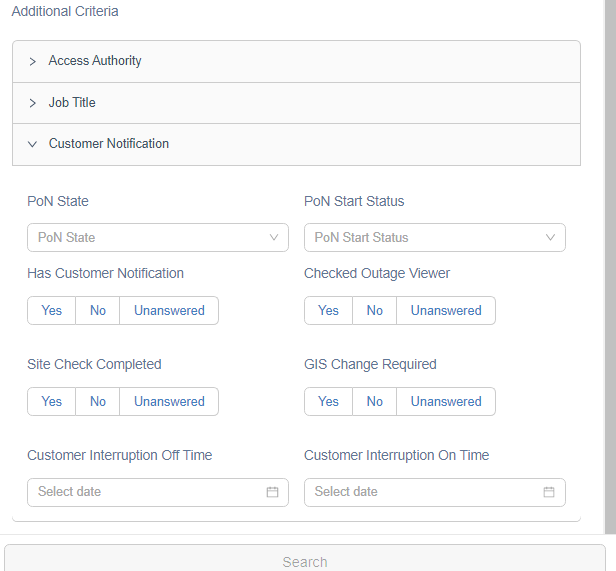 Additional Criteria
Access Authority
Job Title
Customer Notification
PoN State PoN Start Status
PoN State PoN Start Status
Has Customer Notification Checked Outage Viewer
Yes No Unanswered Yes No Unanswered
Site Check Completed GIS Change Required
Yes No Unanswered Yes No Unanswered
Customer Interruption Off Time Customer Interruption On Time
Select date Select date
Search